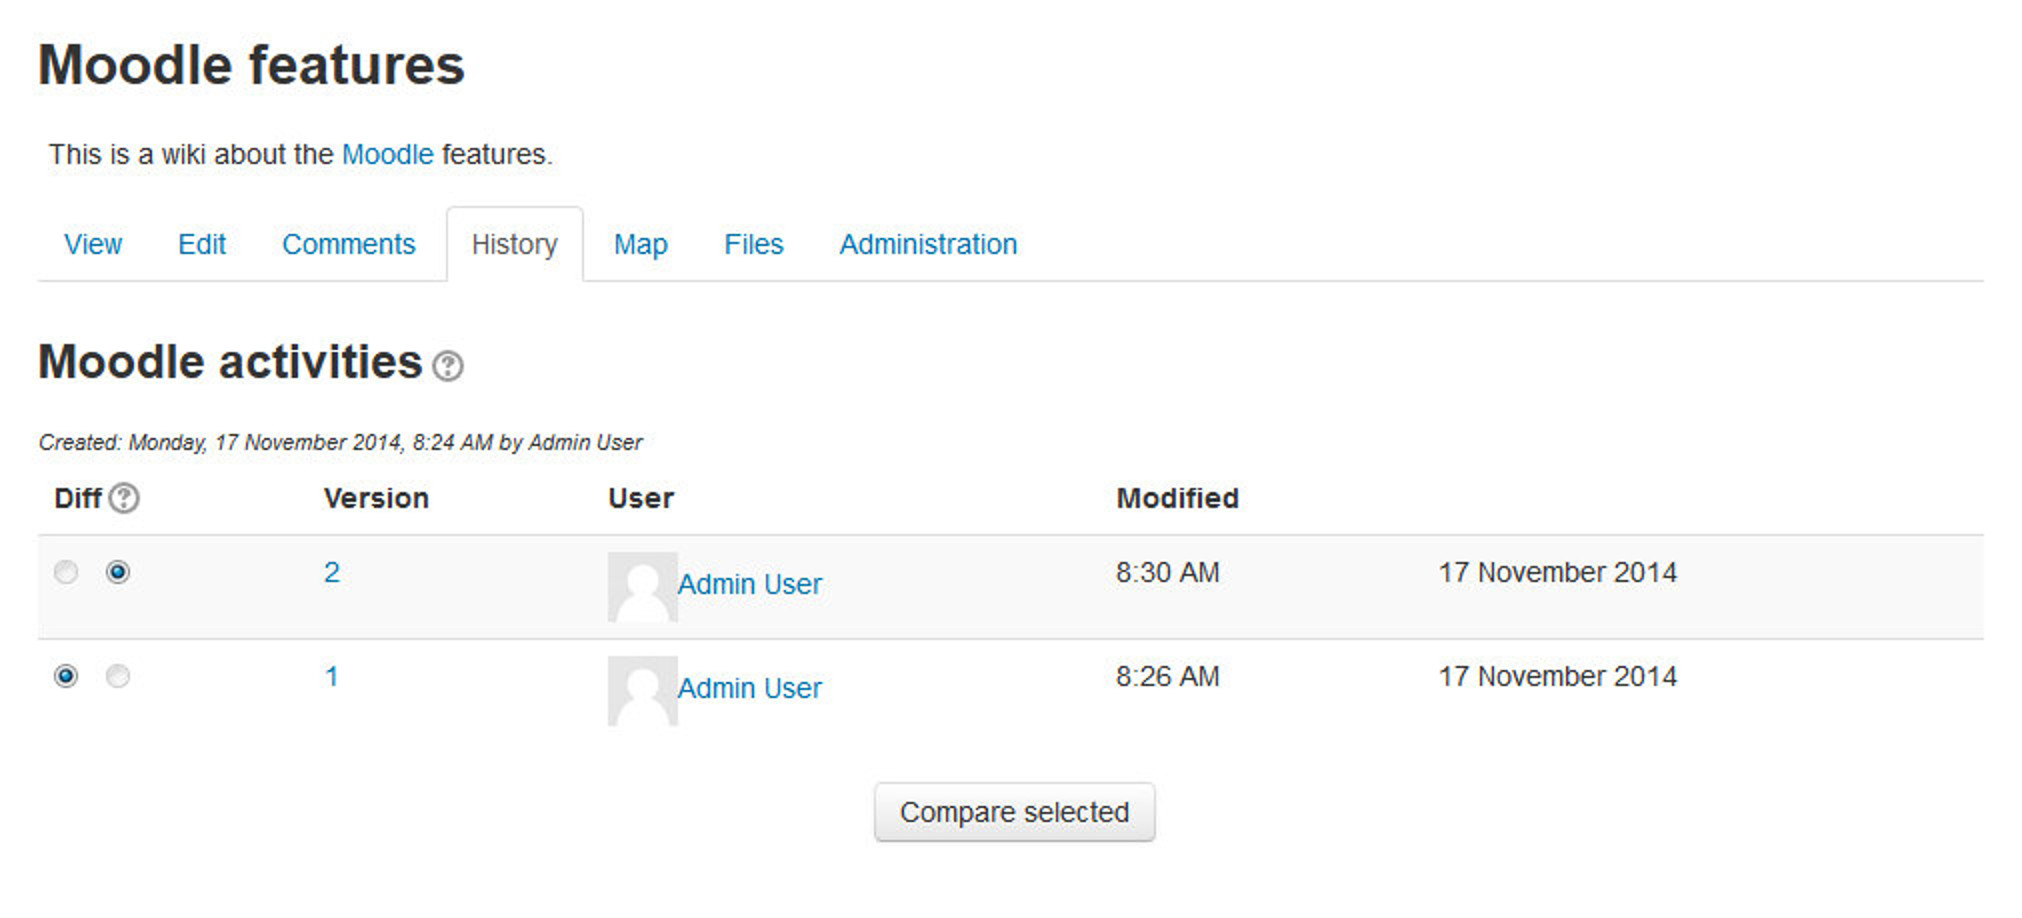 Moodle features
This is a wiki about the Moodle features.
View Edit Comments History Map Files Administration
Moodle activities ?
Created: Monday, 17 November 2014, 8:24 AM by Admin User
Diff ? Version User Modified
2 Admin User 8:30 AM 17 November 2014
1 Admin User 8:26 AM 17 November 2014
Compare selected